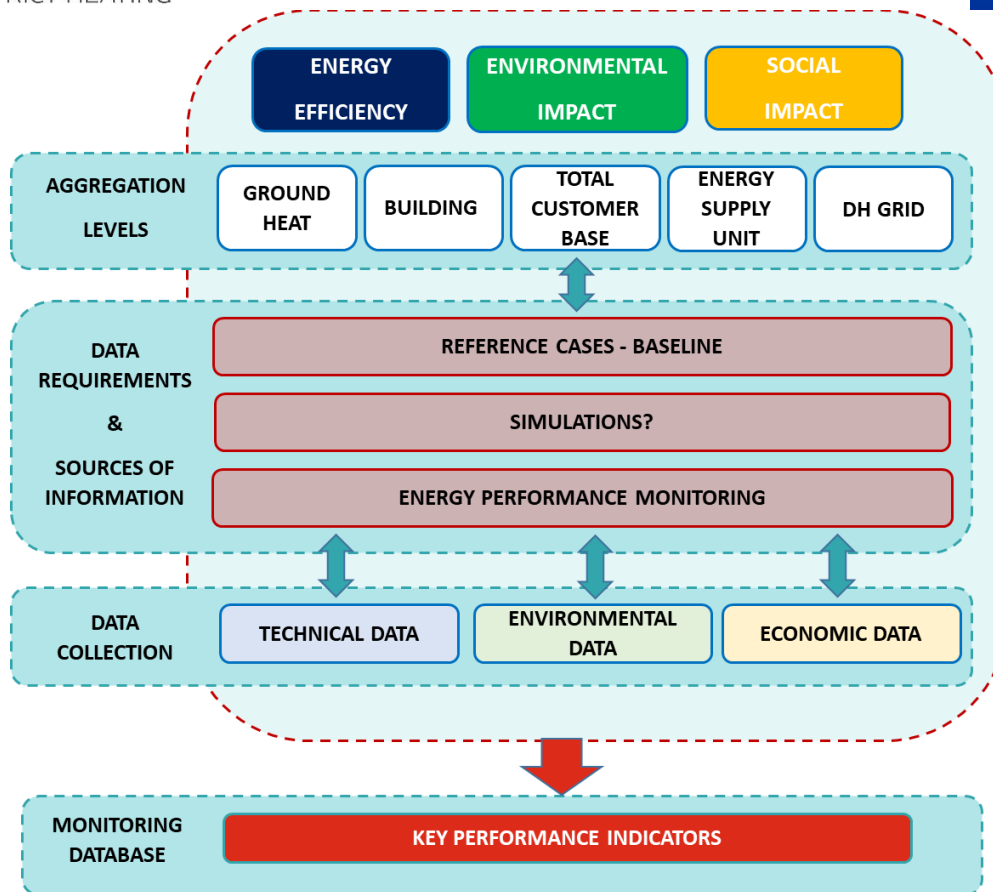 RICT HEATING
ENERGY
EFFICIENCY
ENVIRONMENTAL
IMPACT
SOCIAL
IMPACT
AGGREGATION
LEVELS
GROUND
HEAT
BUILDING
TOTAL
CUSTOMER
BASE
ENERGY
SUPPLY
UNIT
DH GRID
DATA
REQUIREMENTS
&
SOURCES OF
INFORMATION
REFERENCE CASES - BASELINE
SIMULATIONS?
ENERGY PERFORMANCE MONITORING
DATA
COLLECTION
TECHNICAL DATA
ENVIRONMENTAL
DATA
ECONOMIC DATA
MONITORING
DATABASE
KEY PERFORMANCE INDICATORS